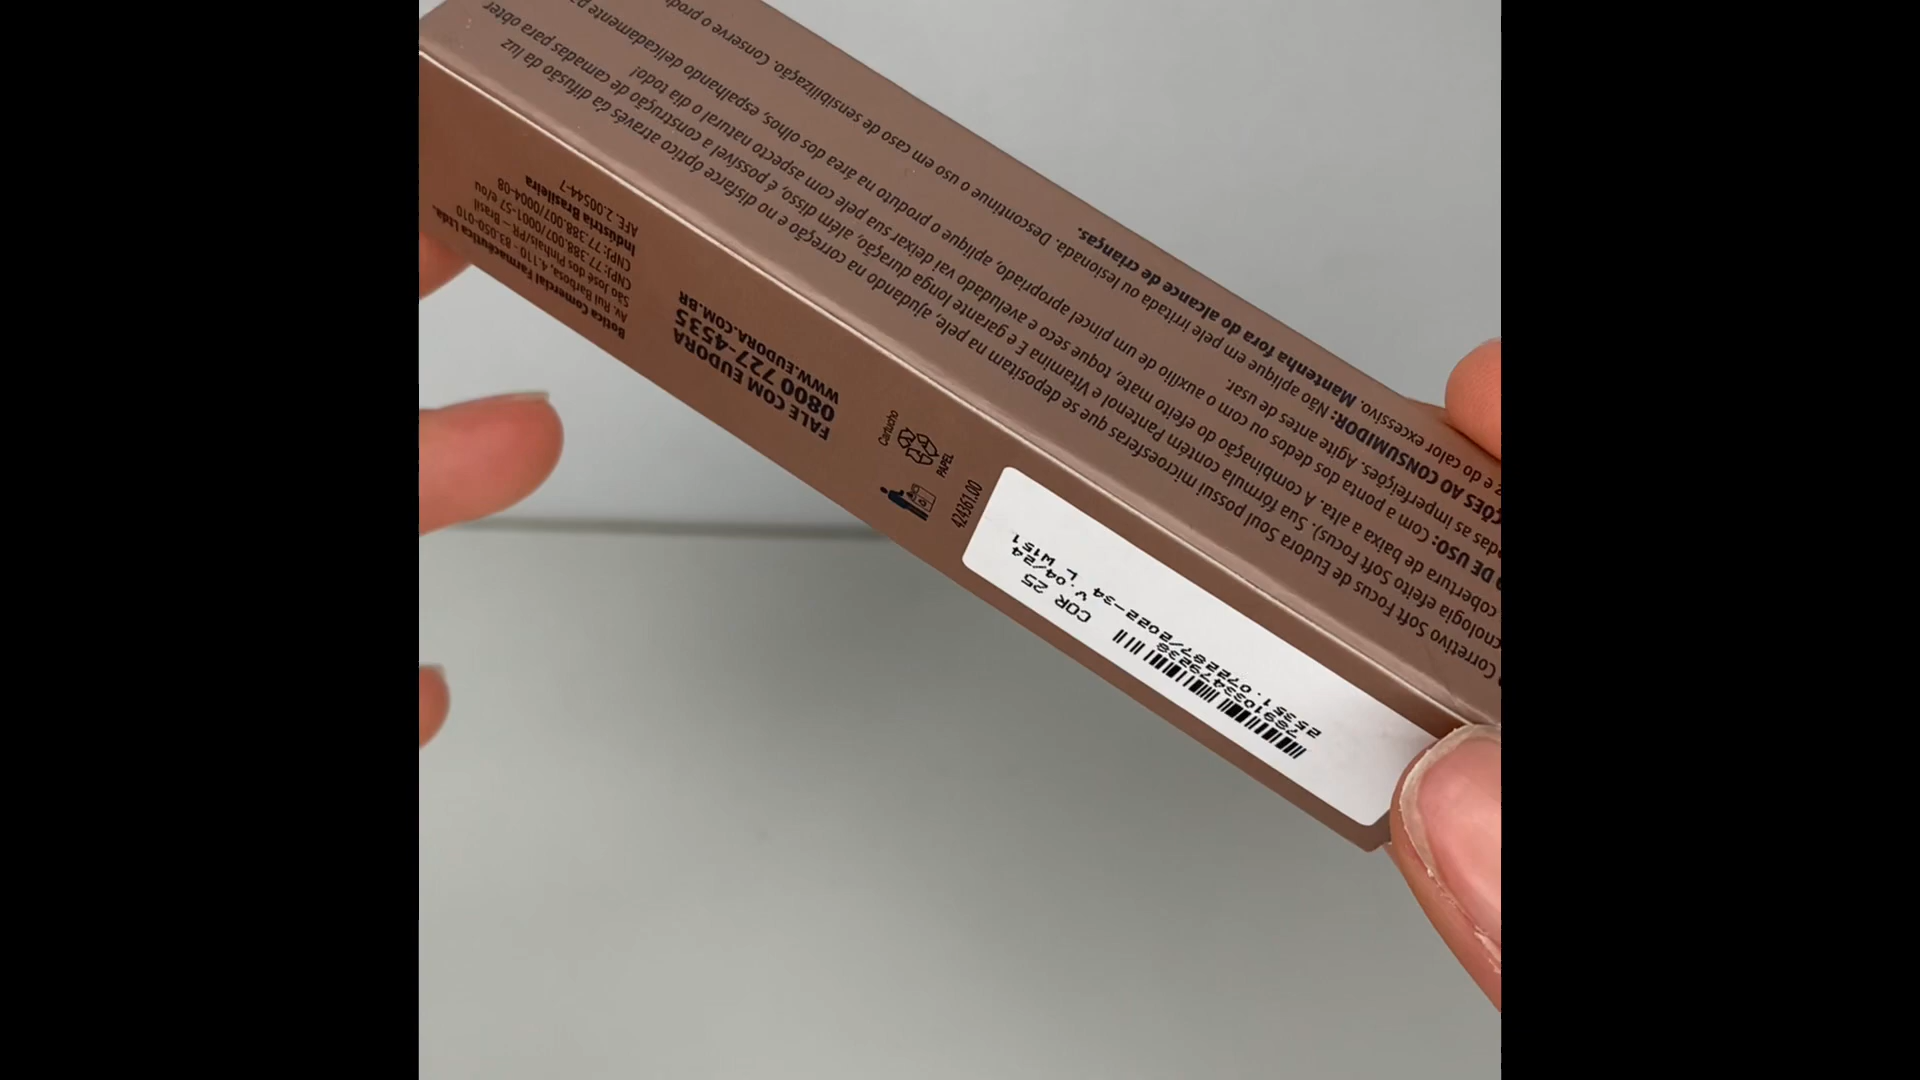 COR 25
7891033479238
25351.072287/2022-34 V.04/24
L W151
424361.00
Cartucho
PAPEL
FALE COM EUDORA
0800 727-4535
WWW.EUDORA.COM.BR
Botica Comercial Farmacêutica Ltda.
Av. Rui Barbosa, 4.110 - 83.050-010
São José dos Pinhais/PR – Brasil
CNPJ: 77.388.007/0001-57 e/ou
CNPJ: 77.388.007/0004-08
Indústria Brasileira
AFE. 2.00544-7
Corretivo Soft Focus de Eudora Soul possui microesferas que se depositam na pele, ajudando na correção e no disfarce óptico através da difusão da luz
cnologia efeito Soft Focus). Sua fórmula contém Pantenol e Vitamina E e garante longa duração, além disso, é possível a construção de camadas para obter
cobertura de baixa a alta. A combinação do efeito mate, toque seco e aveludado vai deixar sua pele com aspecto natural o dia todo!
DE USO: Com a ponta dos dedos ou com o auxílio de um pincel apropriado, aplique o produto na área dos olhos, espalhando delicadamente
odas as imperfeições. Agite antes de usar.
ÇÕES AO CONSUMIDOR: Não aplique em pele irritada ou lesionada. Descontinue o uso em caso de sensibilização. Conserve o produ
z e do calor excessivo. Mantenha fora do alcance de crianças.